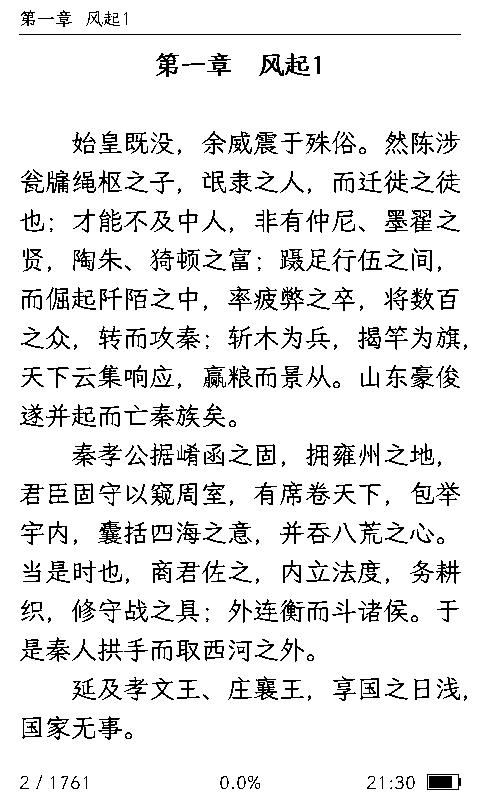 第一章 风起1
第一章 风起1
始皇既没，余威震于殊俗。然陈涉
瓮牖绳枢之子，氓隶之人，而迁徙之徒
也；才能不及中人，非有仲尼、墨翟之
贤，陶朱、猗顿之富；蹑足行伍之间，
而倔起阡陌之中，率疲弊之卒，将数百
之众，转而攻秦；斩木为兵，揭竿为旗，
天下云集响应，赢粮而景从。山东豪俊
遂并起而亡秦族矣。
秦孝公据崤函之固，拥雍州之地，
君臣固守以窥周室，有席卷天下，包举
宇内，囊括四海之意，并吞八荒之心。
当是时也，商君佐之，内立法度，务耕
织，修守战之具；外连衡而斗诸侯。于
是秦人拱手而取西河之外。
延及孝文王、庄襄王，享国之日浅，
国家无事。
2 / 1761 0.0% 21:30